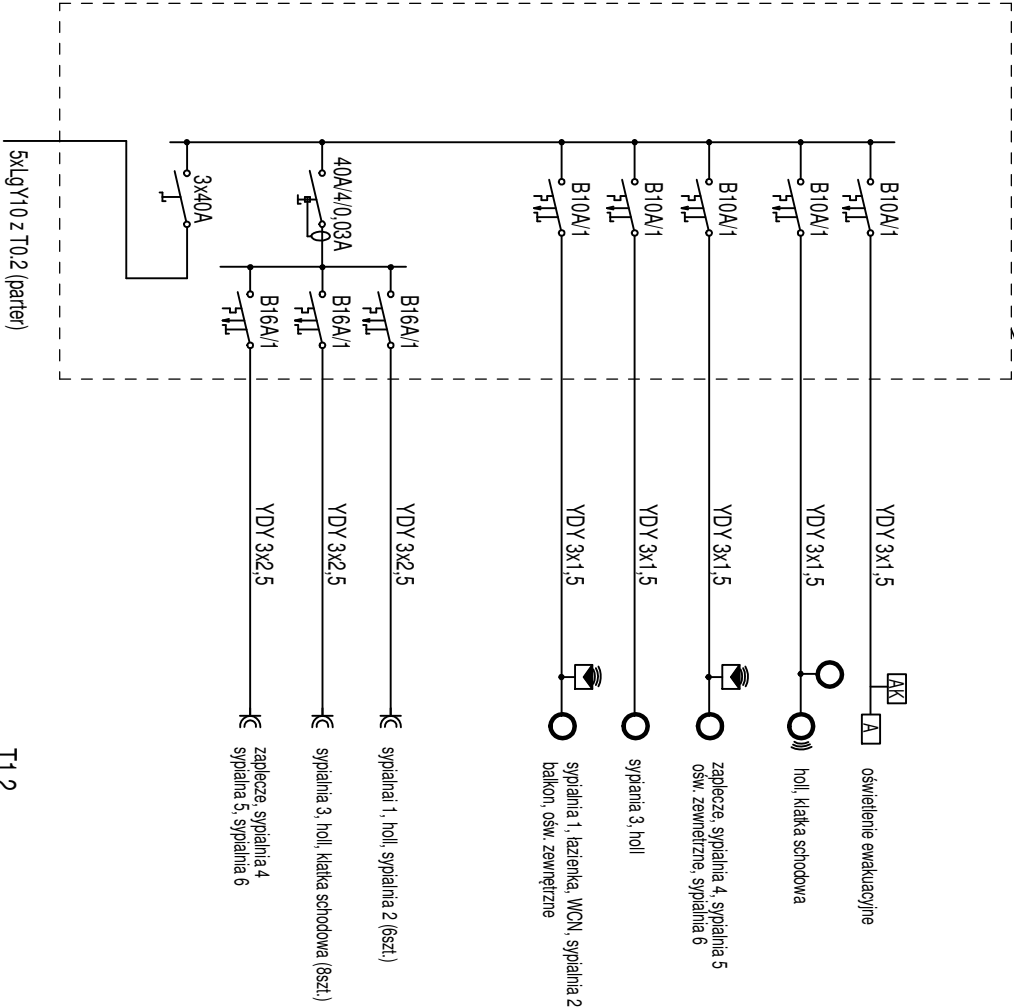 oświetlenie ewakuacyjne
YDY 3x1,5
B10A/1
AK
A
holl, klatka schodowa
YDY 3x1,5
B10A/1
zaplecze, sypialnia 4, sypialnia 5
ośw. zewnetrzne, sypialnia 6
YDY 3x1,5
B10A/1
sypiania 3, holl
YDY 3x1,5
B10A/1
sypialnia 1, łazienka, WCN, sypialnia 2
balkon, ośw. zewnętrzne
YDY 3x1,5
B10A/1
sypialnai 1, holl, sypialnia 2 (6szt.)
YDY 3x2,5
B16A/1
40A/4/0,03A
sypialnia 3, holl, klatka schodowa (8szt.)
YDY 3x2,5
B16A/1
zaplecze, sypialnia 4
sypialna 5, sypialnia 6
YDY 3x2,5
B16A/1
3x40A
5xLgY10 z T0.2 (parter)
T1.2